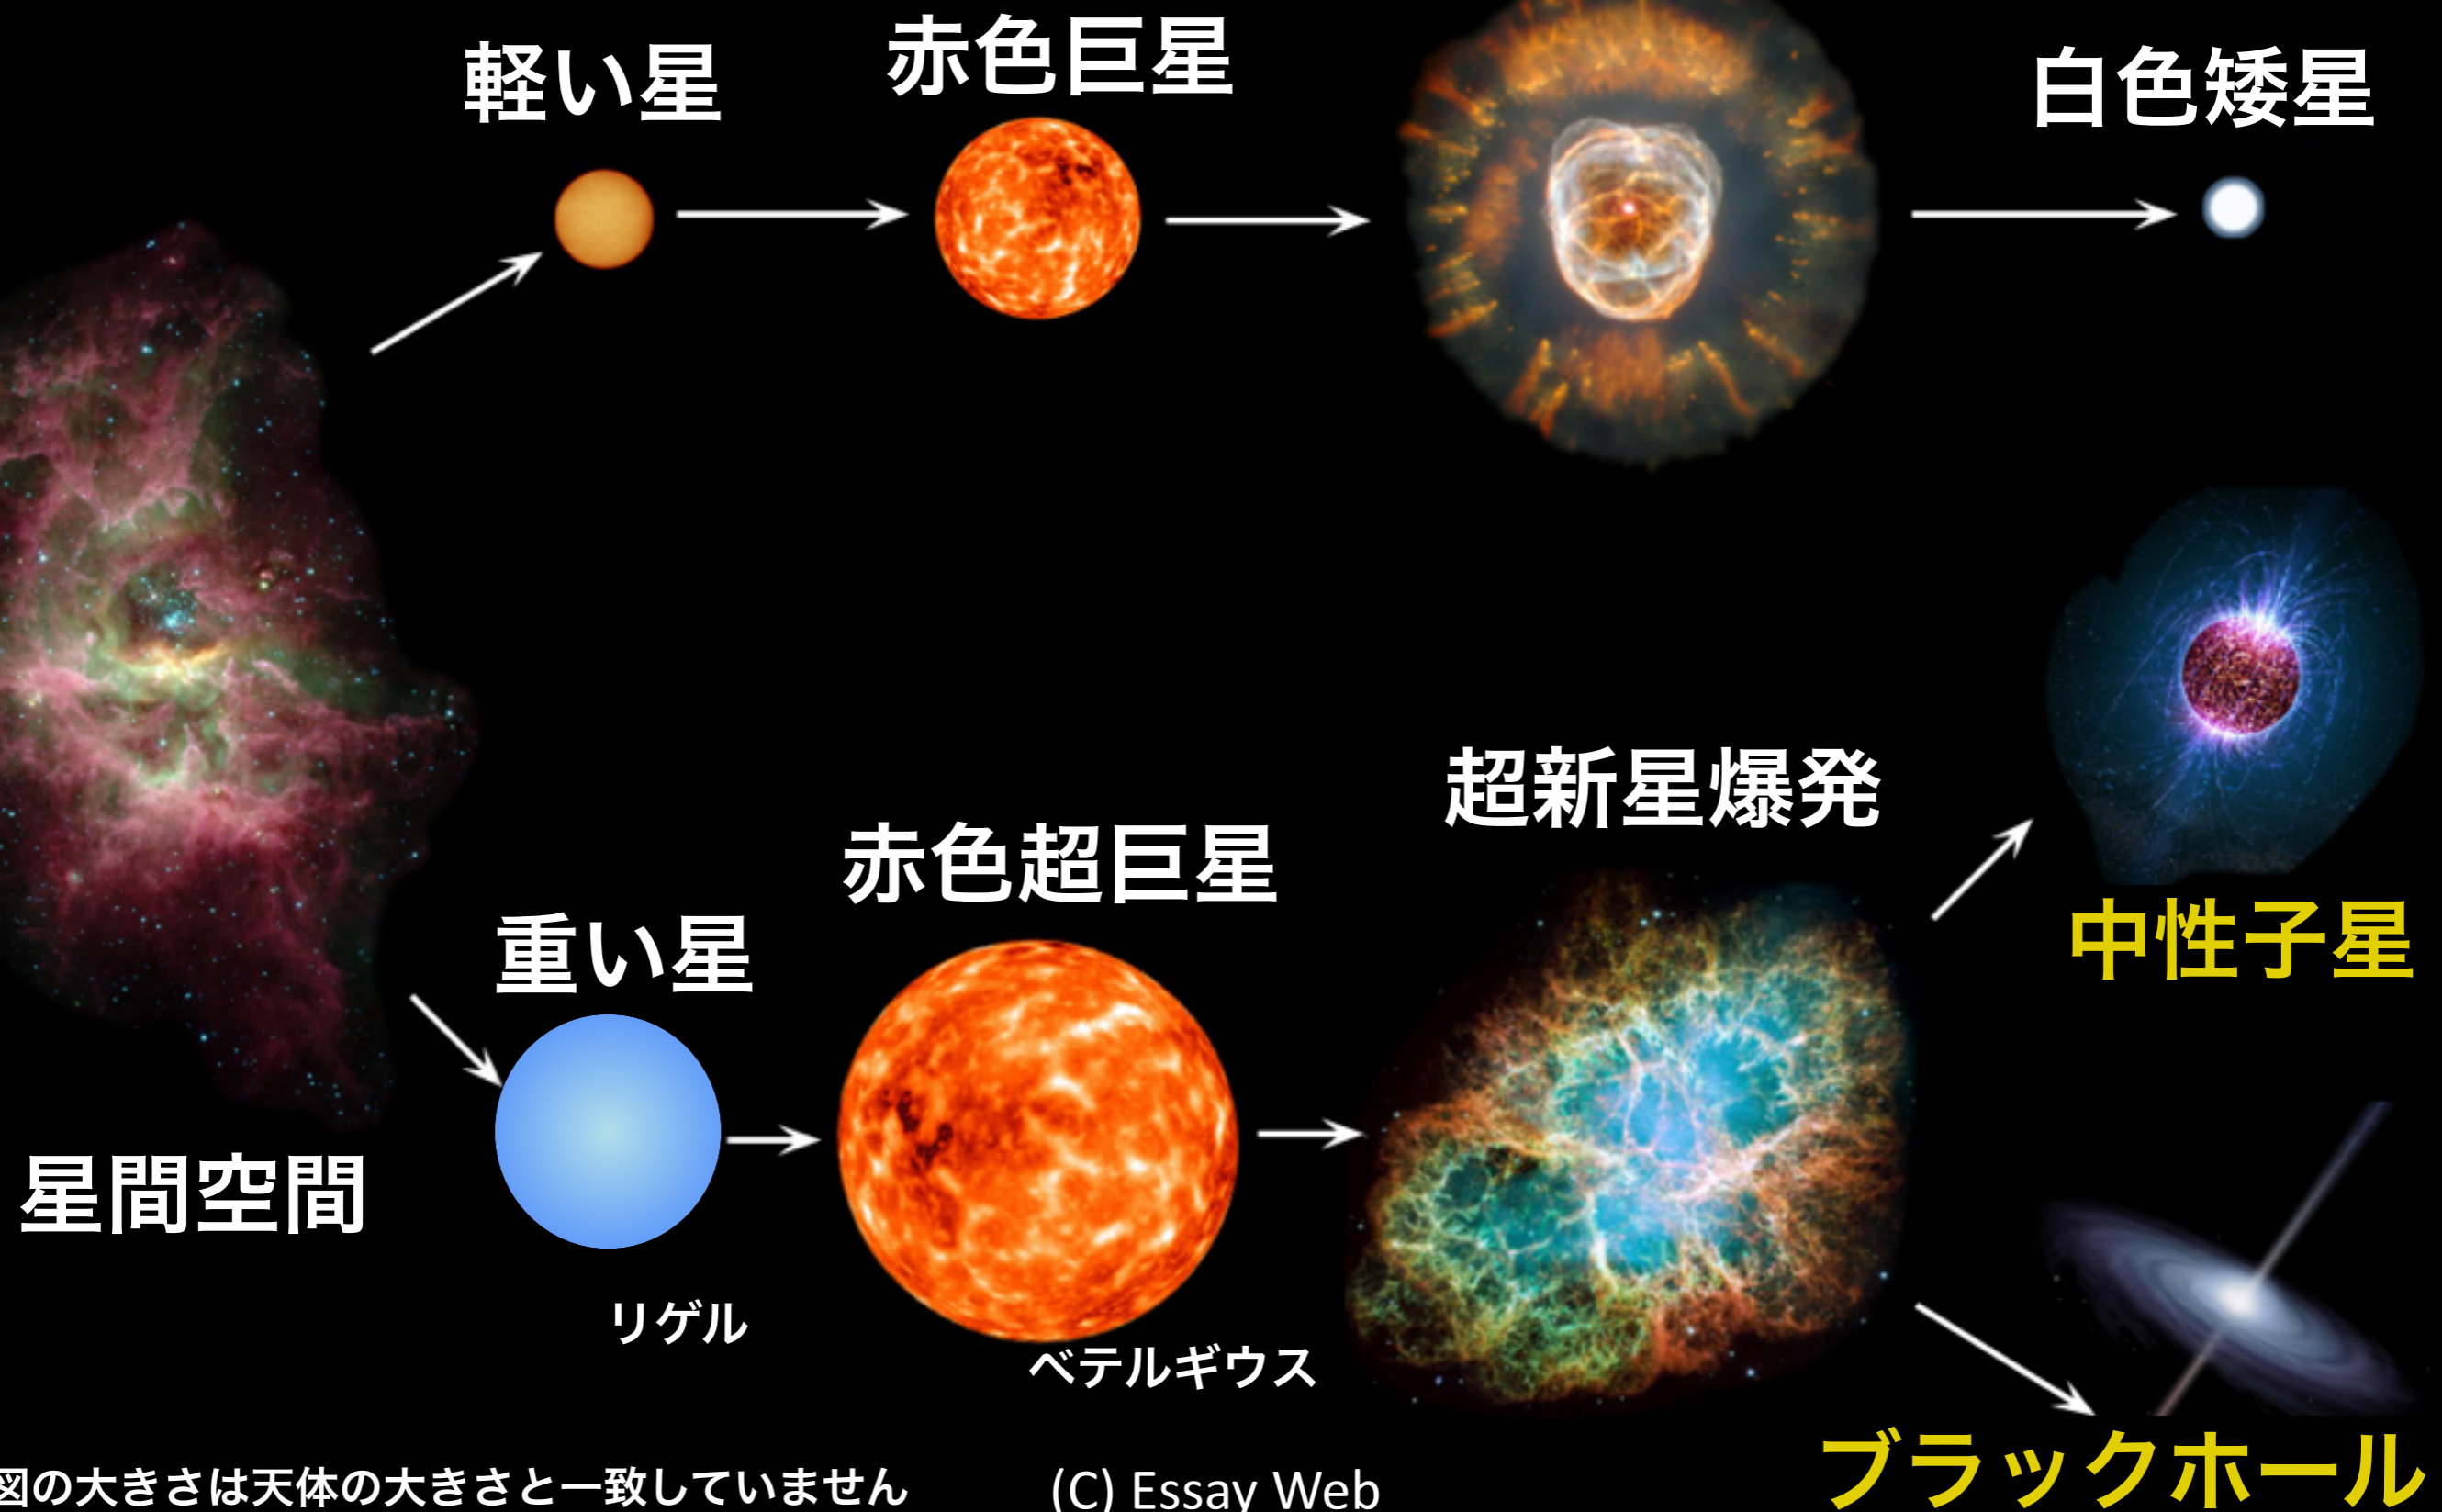 軽い星
赤色巨星
白色矮星
星間空間
重い星
リゲル
赤色超巨星
ベテルギウス
超新星爆発
中性子星
ブラックホール
図の大きさは天体の大きさと一致していません
(C) Essay Web